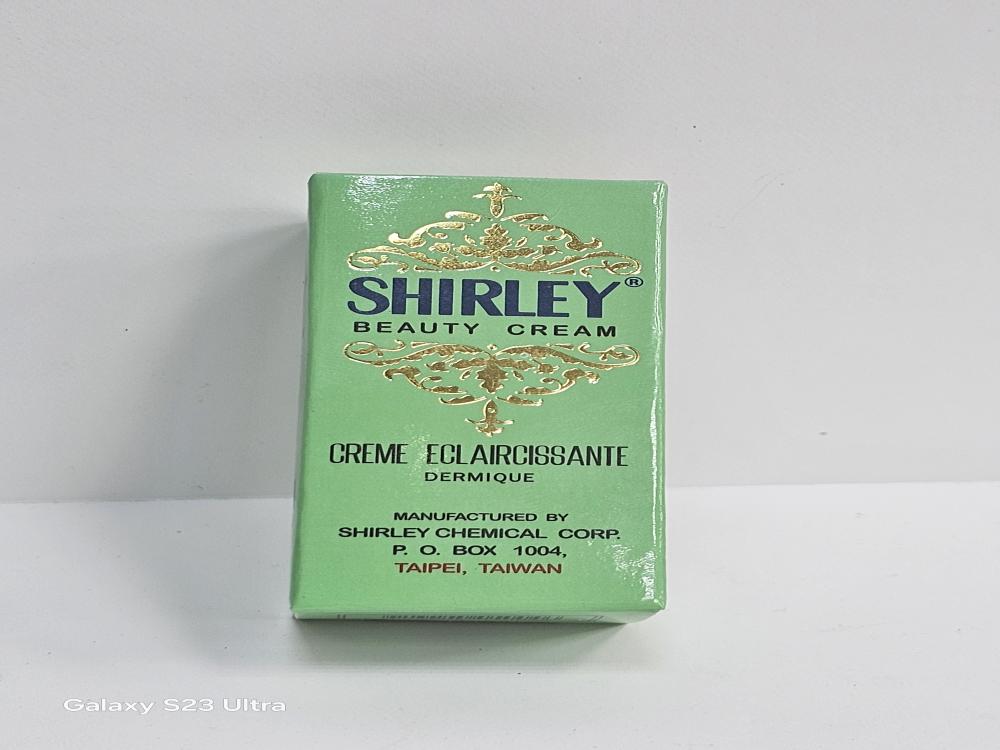 SHIRLEY®
BEAUTY CREAM
CREME ECLAIRCISSANTE
DERMIQUE
MANUFACTURED BY
SHIRLEY CHEMICAL CORP.
P. O. BOX 1004,
TAIPEI, TAIWAN
Galaxy S23 Ultra